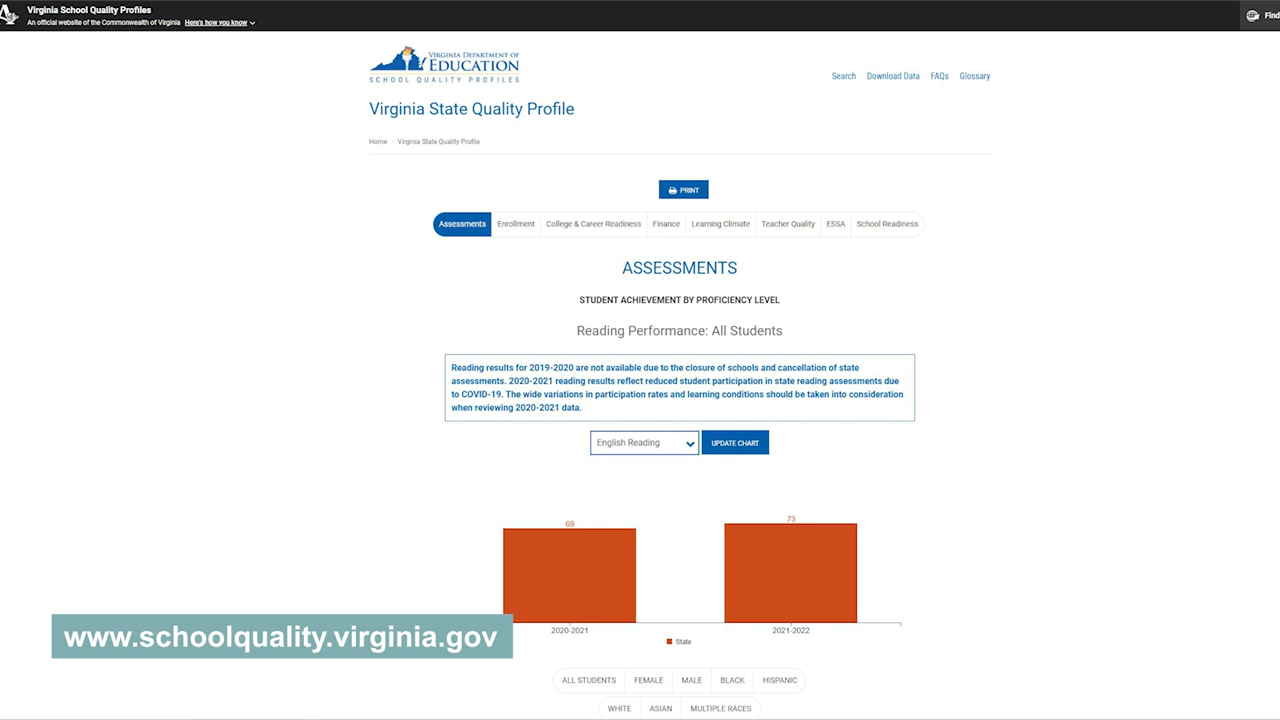 Virginia School Quality Profiles
An official website of the Commonwealth of Virginia Here's how you know
Find
VIRGINIA DEPARTMENT OF
EDUCATION
SCHOOL QUALITY PROFILES
Search Download Data FAQs Glossary
Virginia State Quality Profile
Home Virginia State Quality Profile
PRINT
Assessments Enrollment College & Career Readiness Finance Learning Climate Teacher Quality ESSA School Readiness
ASSESSMENTS
STUDENT ACHIEVEMENT BY PROFICIENCY LEVEL
Reading Performance: All Students
Reading results for 2019-2020 are not available due to the closure of schools and cancellation of state
assessments. 2020-2021 reading results reflect reduced student participation in state reading assessments due
to COVID-19. The wide variations in participation rates and learning conditions should be taken into consideration
when reviewing 2020-2021 data.
English Reading UPDATE CHART
69 73
2020-2021 2021-2022
State
www.schoolquality.virginia.gov
ALL STUDENTS FEMALE MALE BLACK HISPANIC
WHITE ASIAN MULTIPLE RACES